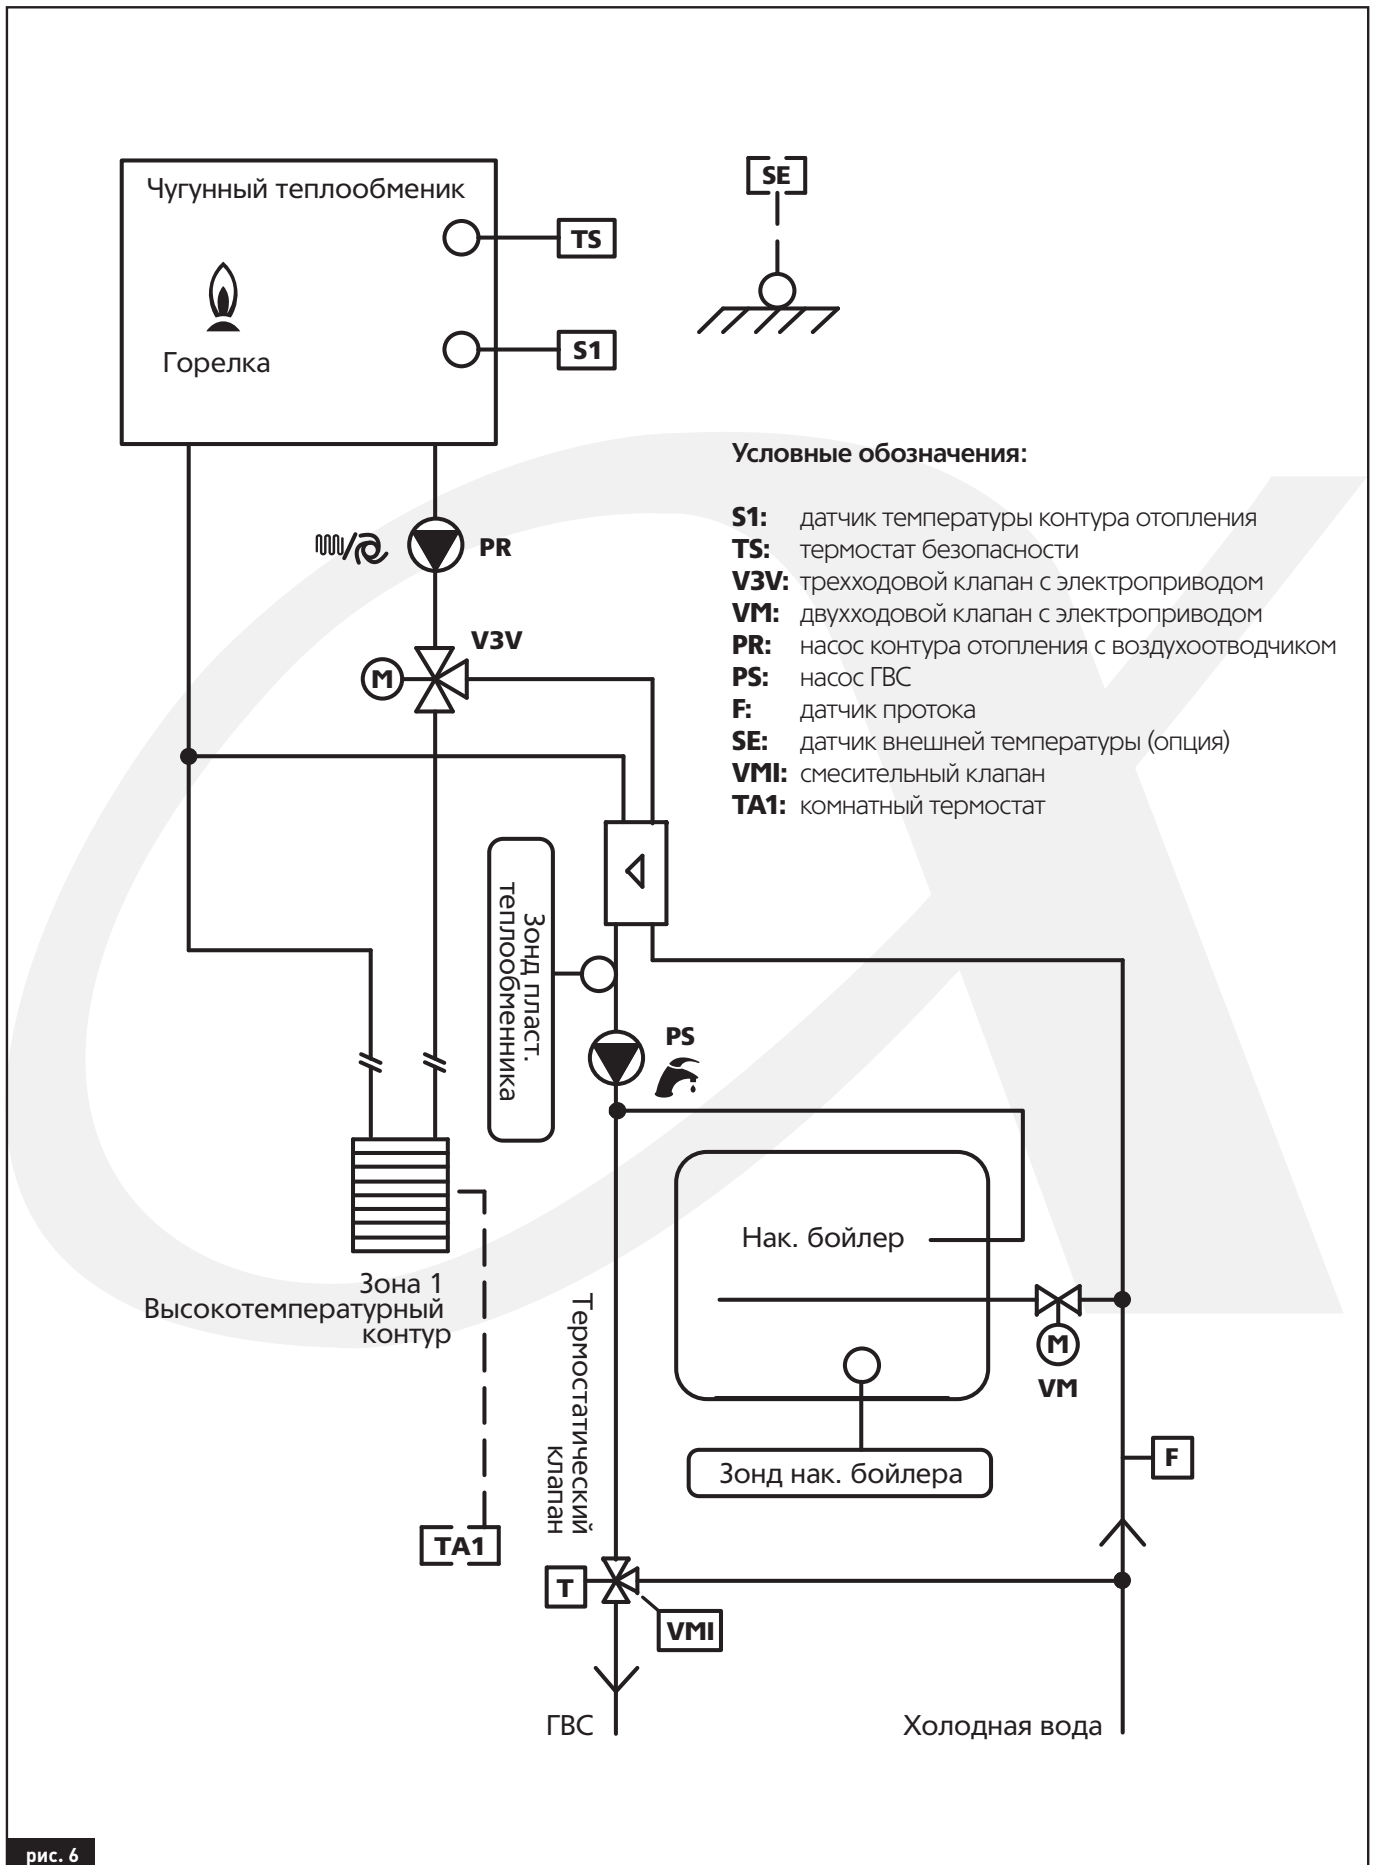 Чугунный теплообменик
TS
S1
Горелка
SE
Условные обозначения:
S1: датчик температуры контура отопления
TS: термостат безопасности
V3V: трехходовой клапан с электроприводом
VM: двухходовой клапан с электроприводом
PR: насос контура отопления с воздухоотводчиком
PS: насос ГВС
F: датчик протока
SE: датчик внешней температуры (опция)
VMI: смесительный клапан
TA1: комнатный термостат
PR
V3V
M
Зонд пласт.
теплообменника
PS
Нак. бойлер
M
VM
Зонд нак. бойлера
F
Зона 1
Высокотемпературный
контур
Термостатический
клапан
TA1
T
VMI
ГВС
Холодная вода
рис. 6